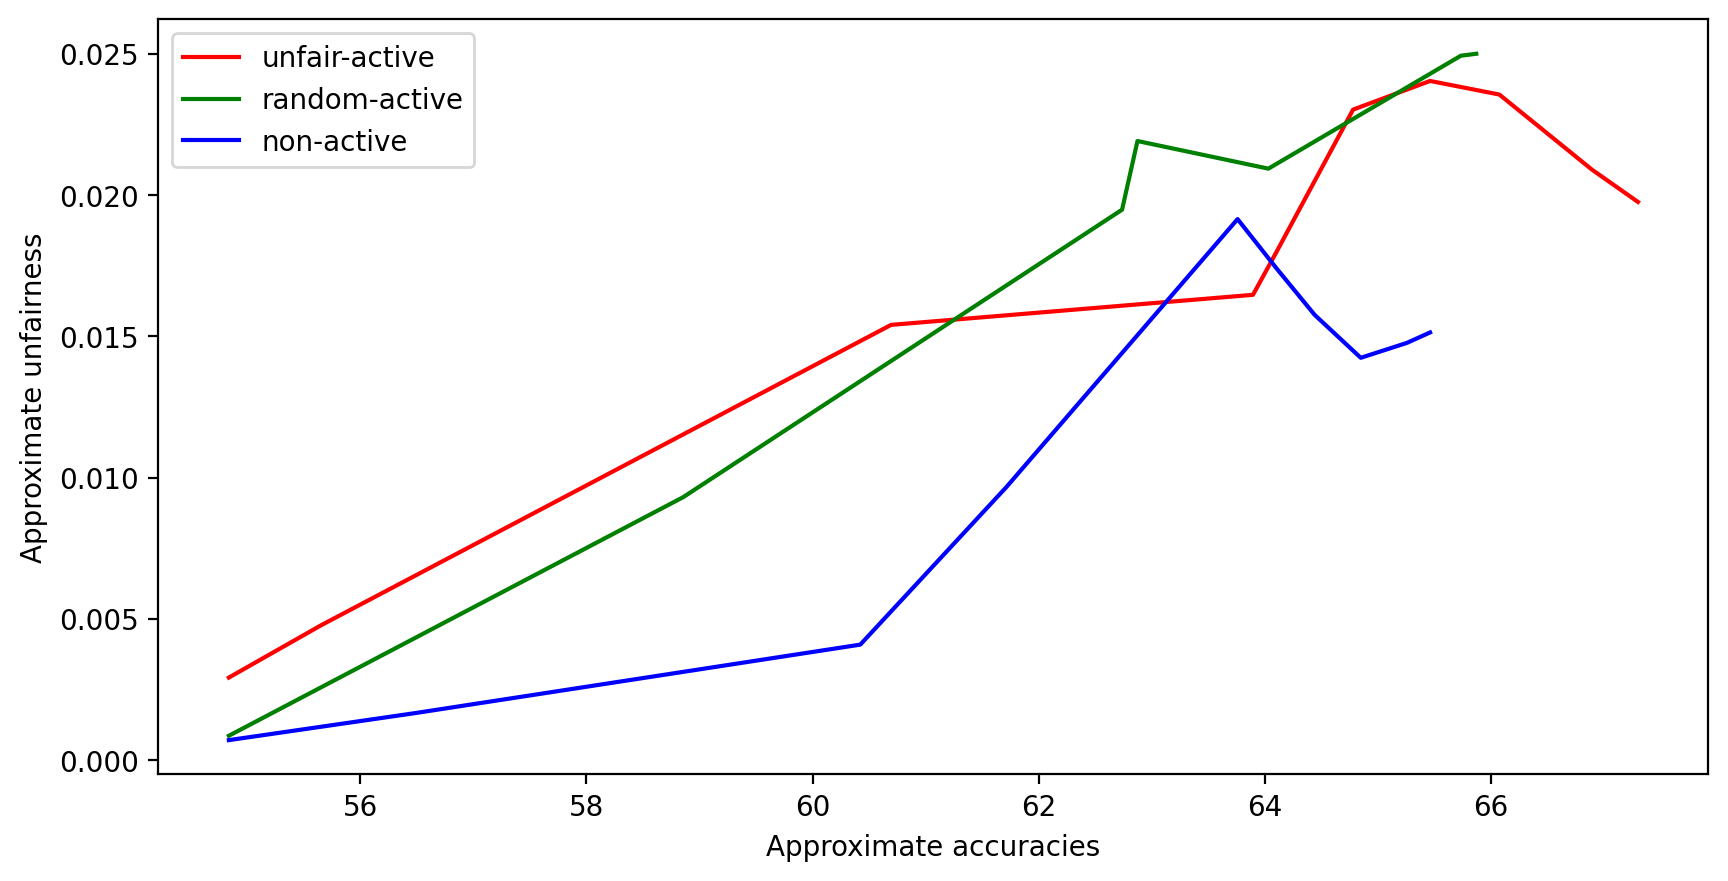 unfair-active
random-active
non-active
0.025
0.020
0.015
0.010
0.005
0.000
Approximate unfairness
56 58 60 62 64 66
Approximate accuracies